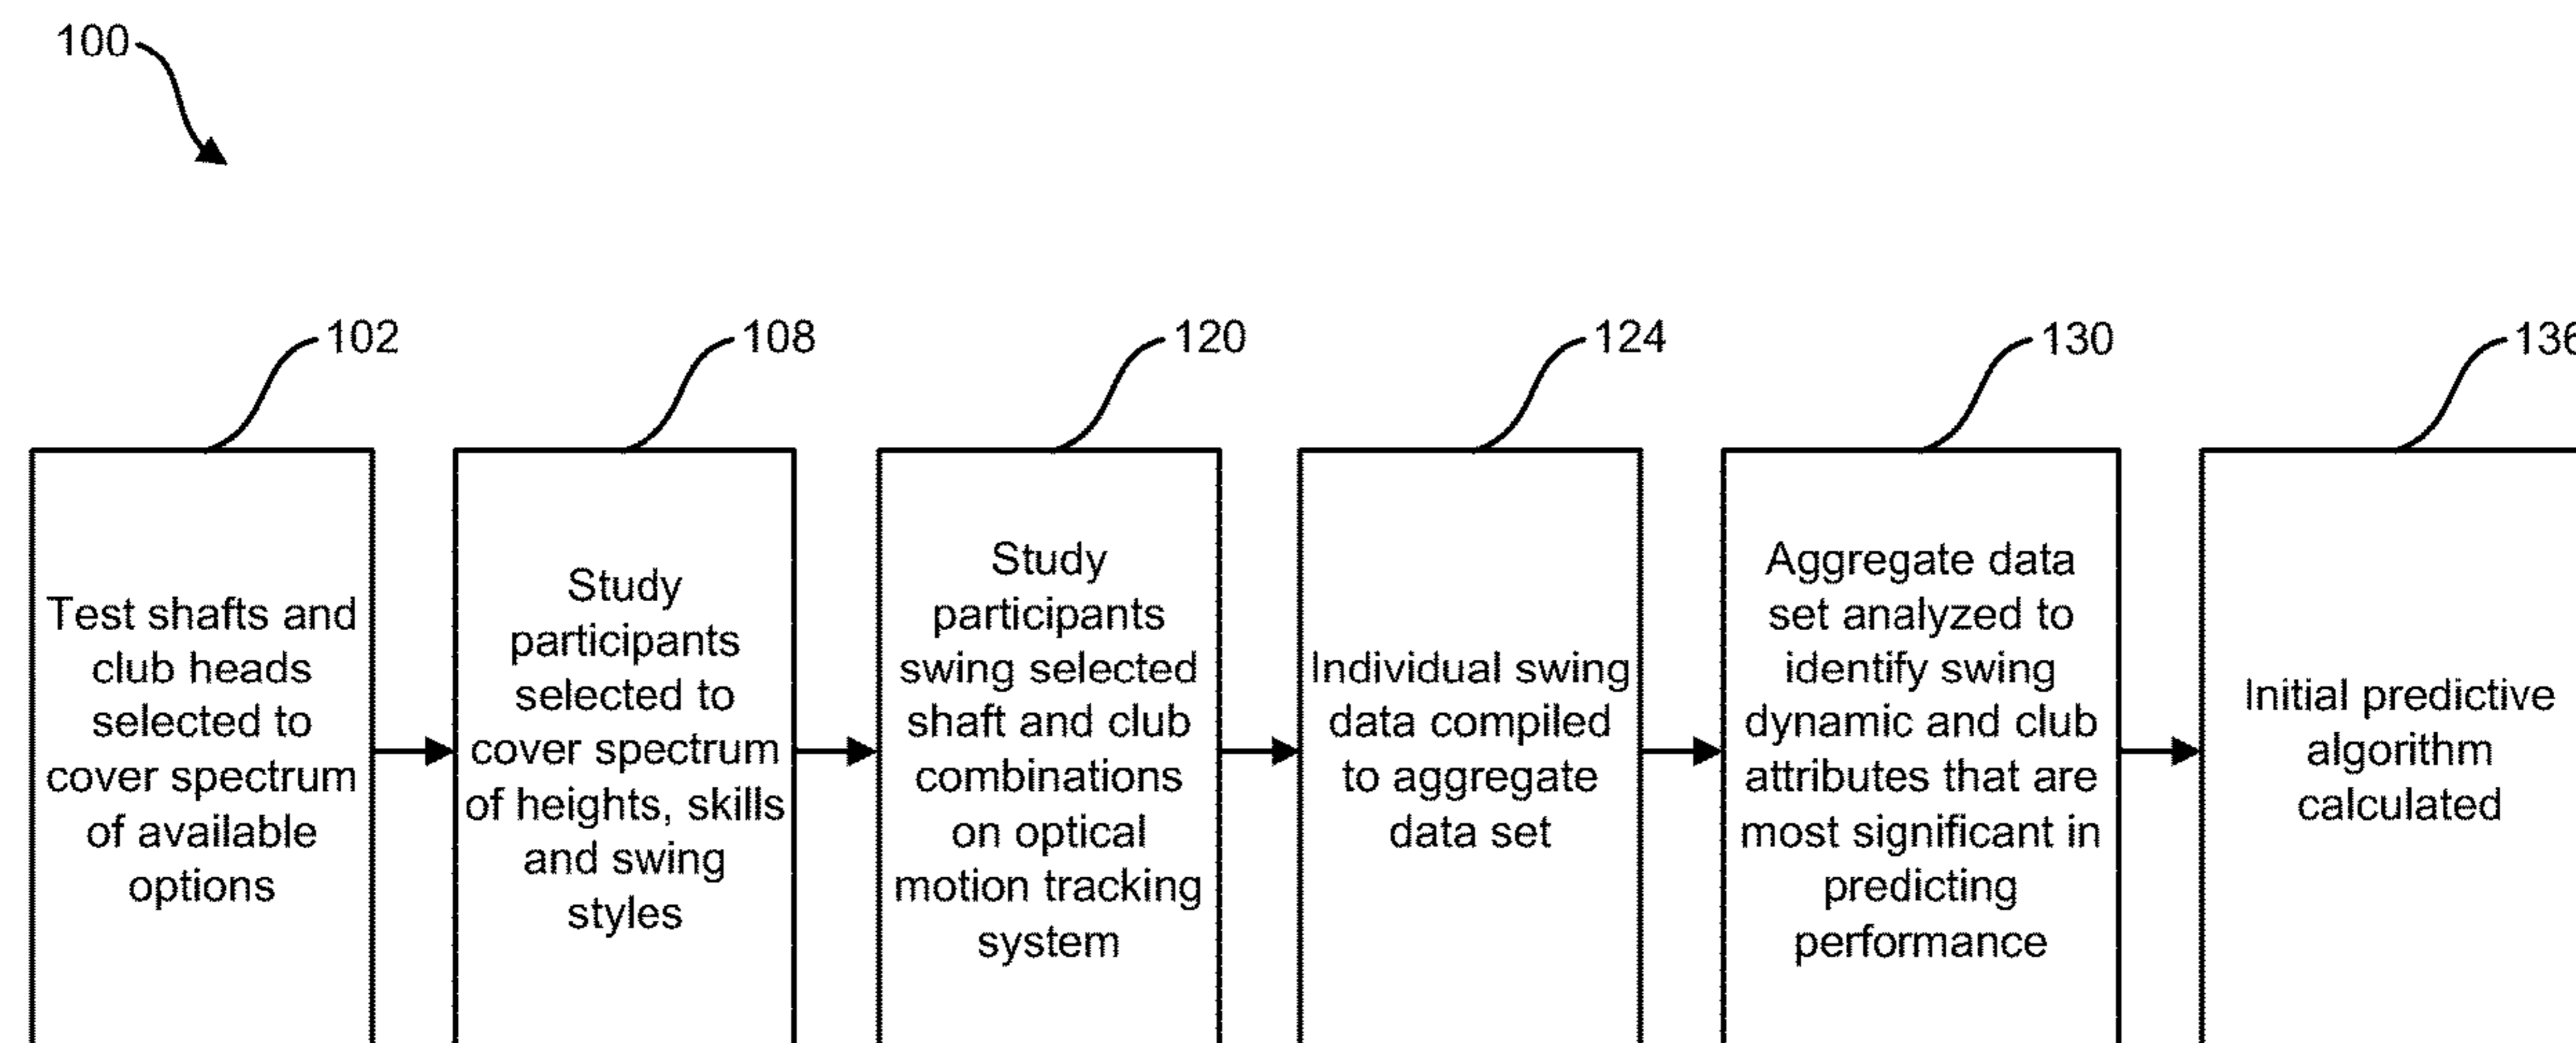 100
102
108
120
124
130
136
Test shafts and
club heads
selected to
cover spectrum
of available
options
Study
participants
selected to
cover spectrum
of heights, skills
and swing
styles
Study
participants
swing selected
shaft and club
combinations
on optical
motion tracking
system
Individual swing
data compiled
to aggregate
data set
Aggregate data
set analyzed to
identify swing
dynamic and club
attributes that are
most significant in
predicting
performance
Initial predictive
algorithm
calculated